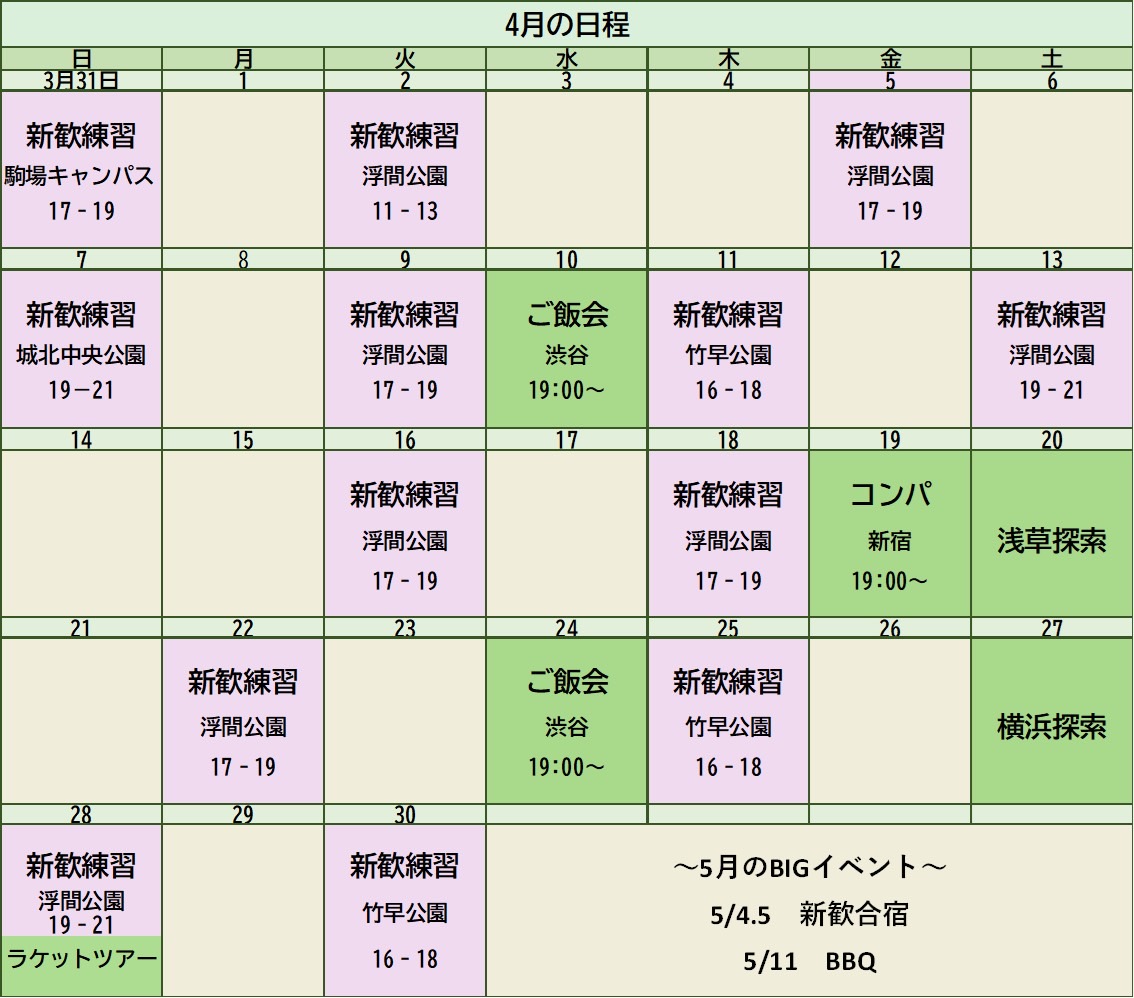 4月の日程
日 月 火 水 木 金 土
3月31日 1 2 3 4 5 6
新歓練習 新歓練習 新歓練習
駒場キャンパス 浮間公園 浮間公園
17 - 19 11 - 13 17 - 19
7 8 9 10 11 12 13
新歓練習 新歓練習 ご飯会 新歓練習 新歓練習
城北中央公園 浮間公園 渋谷 竹早公園 浮間公園
19−21 17 - 19 19:00～ 16 - 18 19 - 21
14 15 16 17 18 19 20
新歓練習 新歓練習 コンパ
浮間公園 浮間公園 新宿 浅草探索
17 - 19 17 - 19 19:00～
21 22 23 24 25 26 27
新歓練習 ご飯会 新歓練習
浮間公園 渋谷 竹早公園 横浜探索
17 - 19 19:00～ 16 - 18
28 29 30
新歓練習 新歓練習 ～5月のBIGイベント～
浮間公園 竹早公園 5/4.5 新歓合宿
19 - 21
ラケットツアー 16 - 18 5/11 BBQ